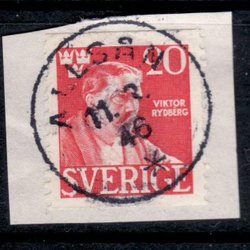 20
VIKTOR
RYDBERG
11. 2.
46
SVERIGE